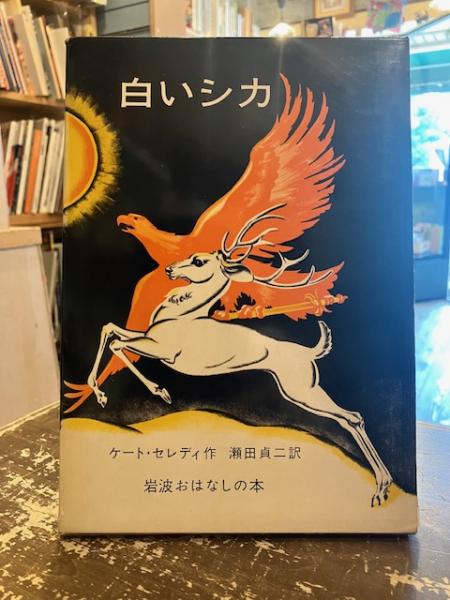 白いシカ
ケート・セレディ作 瀬田貞二訳
岩波おはなしの本